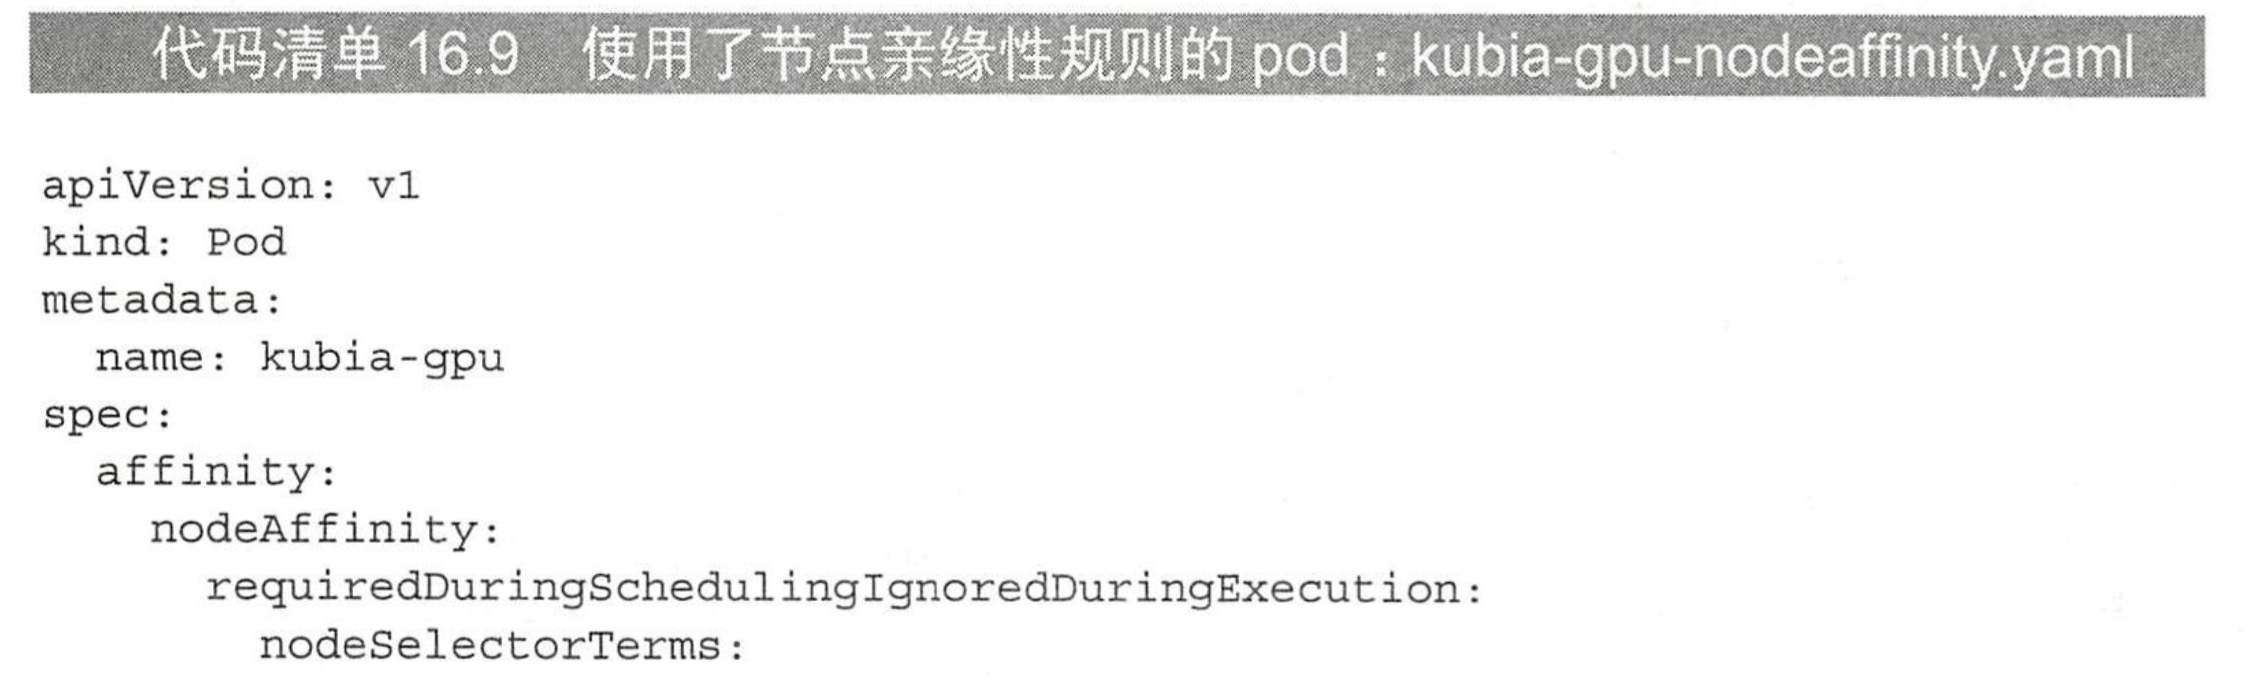 代码清单 16.9 使用了节点亲缘性规则的 pod：kubia-gpu-nodeaffinity.yaml
apiVersion: v1
kind: Pod
metadata:
  name: kubia-gpu
spec:
  affinity:
    nodeAffinity:
      requiredDuringSchedulingIgnoredDuringExecution:
        nodeSelectorTerms: